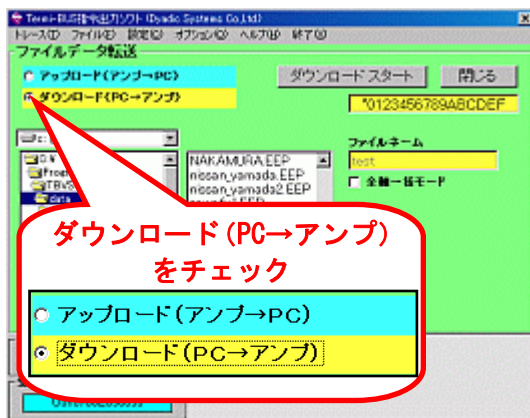 Termi-BUS指令出力ソフト (Dyadic Systems Co,Ltd)
トレース(T) ファイル(F) 設定(C) オプション(O) ヘルプ(H) 終了(Q)
ファイルデータ転送
アップロード(アンプ→PC)
ダウンロード(PC→アンプ)
ダウンロード スタート
閉じる
*0123456789ABCDEF
c:
ファイルネーム
test
全軸一括モード
C:¥
TBVS
data
NAKAMURA.EEP
nissan_yamada.EEP
nissan_yamada2.EEP
ダウンロード(PC→アンプ)
をチェック
アップロード(アンプ→PC)
ダウンロード(PC→アンプ)